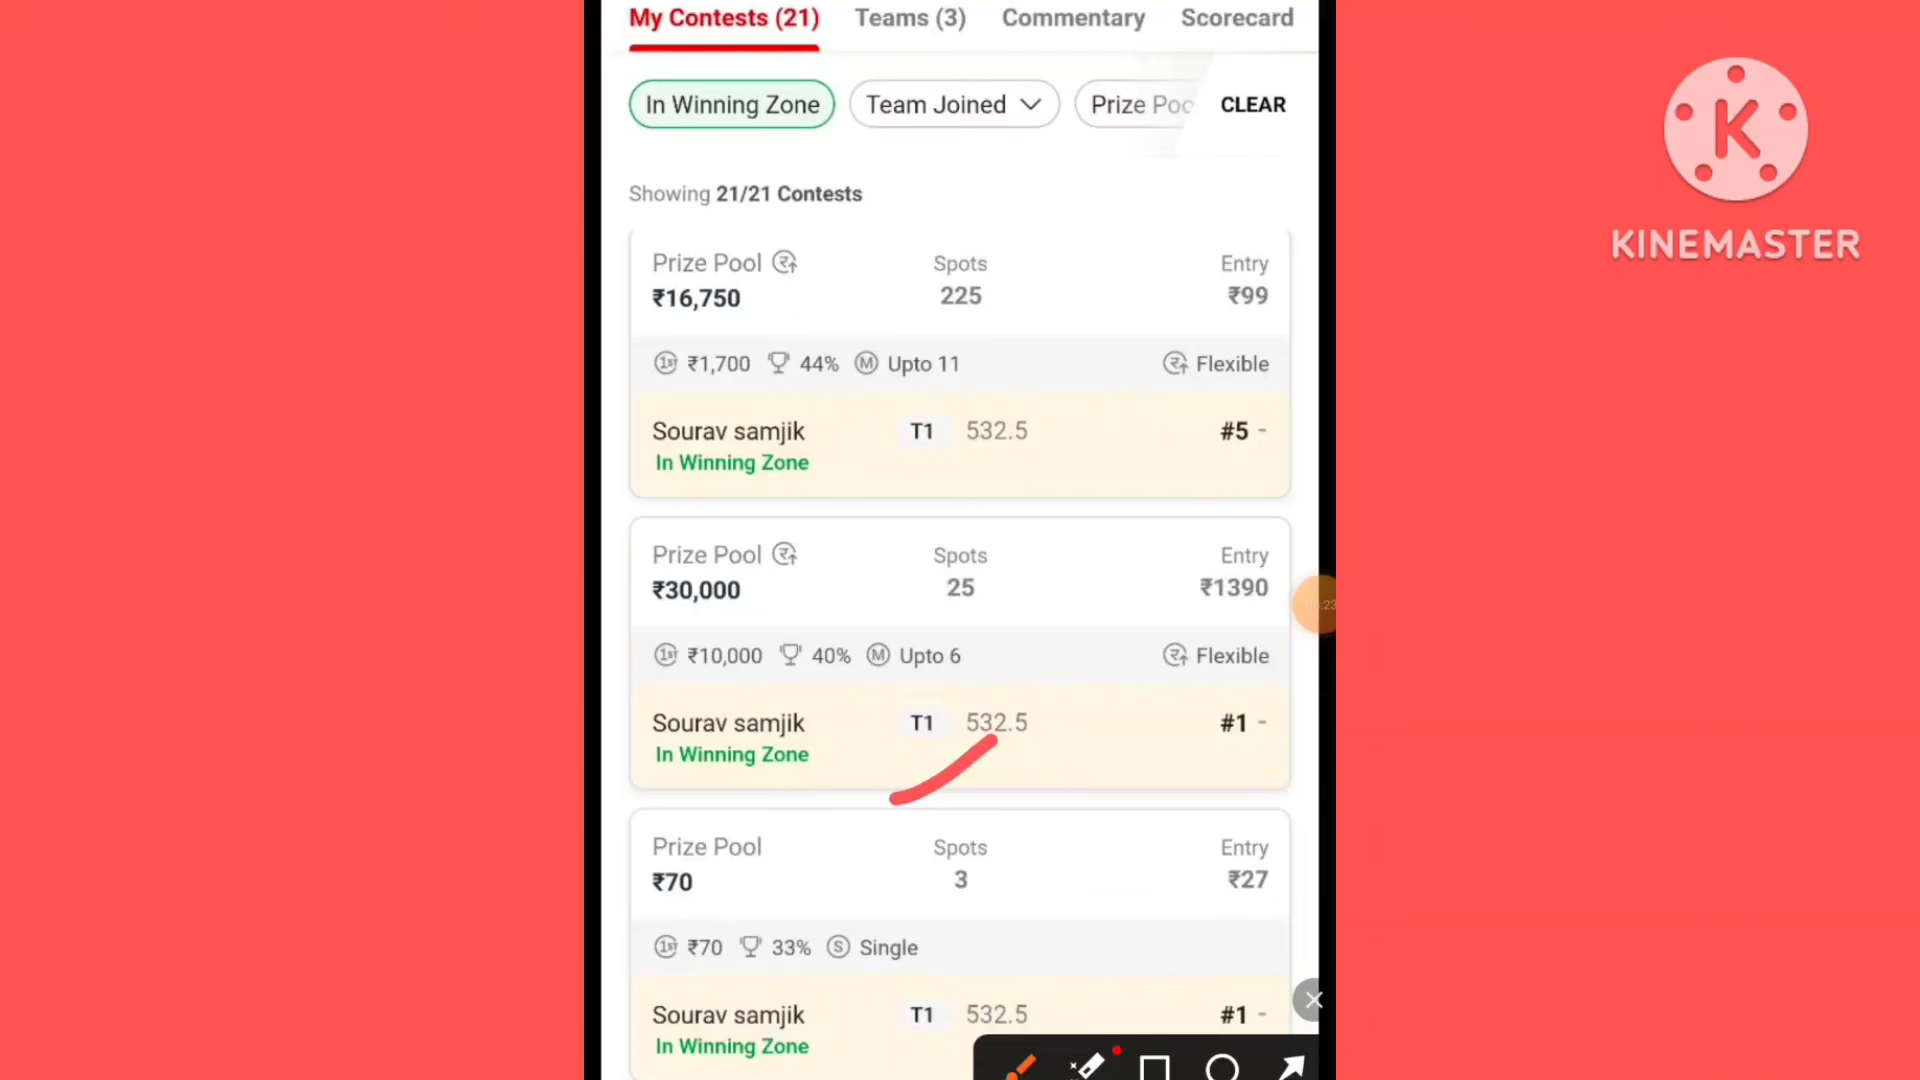 My Contests (21) Teams (3) Commentary Scorecard
In Winning Zone Team Joined Prize Poo CLEAR
Showing 21/21 Contests
Prize Pool Spots Entry
₹16,750 225 ₹99
1st ₹1,700 44% M Upto 11 Flexible
Sourav samjik T1 532.5 #5 -
In Winning Zone
Prize Pool Spots Entry
₹30,000 25 ₹1390
1st ₹10,000 40% M Upto 6 Flexible
Sourav samjik T1 532.5 #1 -
In Winning Zone
Prize Pool Spots Entry
₹70 3 ₹27
1st ₹70 33% S Single
Sourav samjik T1 532.5 #1 -
In Winning Zone
K
KINEMASTER